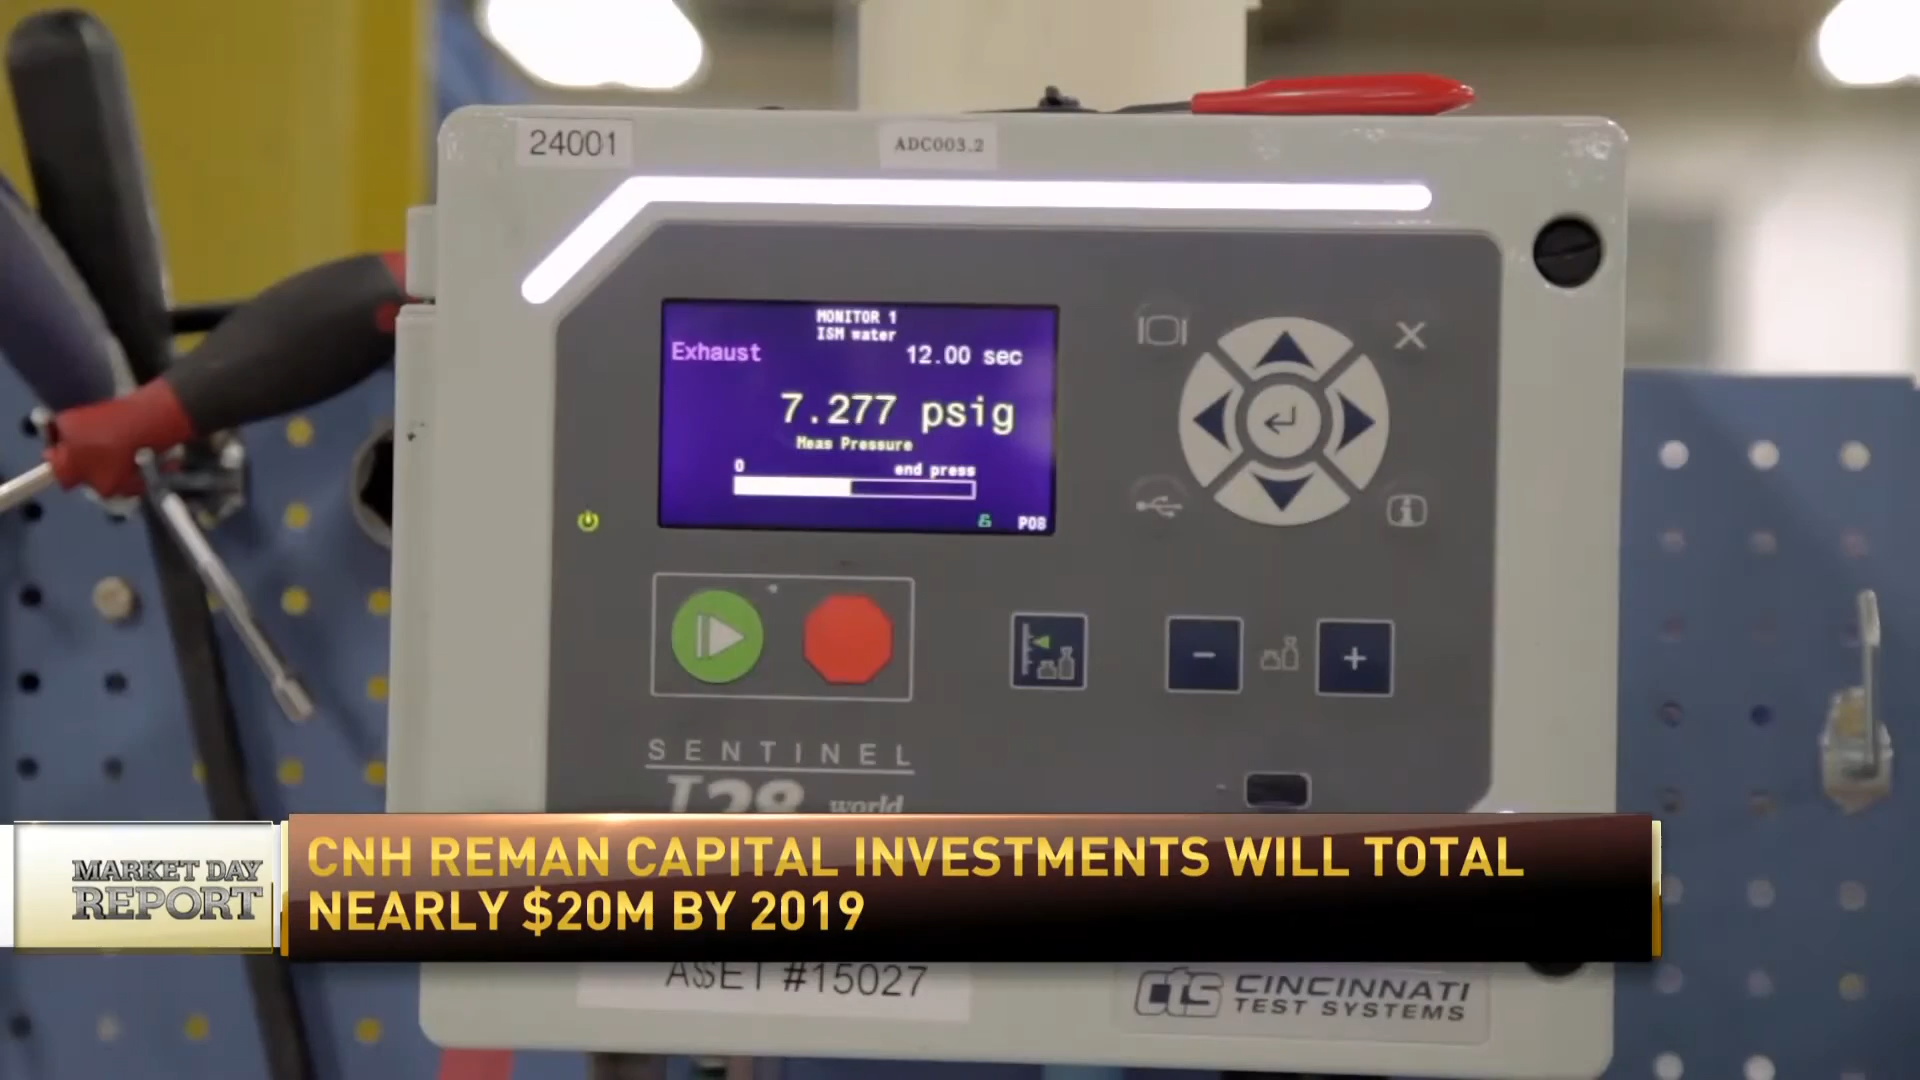 24001
ADC003.2
MONITOR 1
ISM water
Exhaust 12.00 sec
7.277 psig
Meas Pressure
0 end press
P08
SENTINEL
I28 world
MARKET DAY
REPORT
CNH REMAN CAPITAL INVESTMENTS WILL TOTAL
NEARLY $20M BY 2019
ASSET #15027
cts CINCINNATI
TEST SYSTEMS